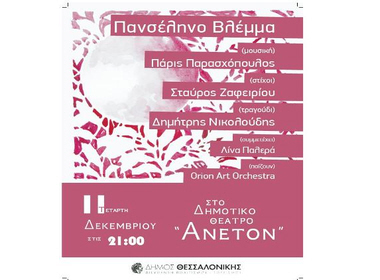 Πανσέληνο Βλέμμα
(μουσική)
Πάρις Παρασχόπουλος
(στίχοι)
Σταύρος Ζαφειρίου
(τραγούδι)
Δημήτρης Νικολούδης
(συμμετέχει)
Λίνα Παλερά
(παίζουν)
Orion Art Orchestra
11 ΤΕΤΑΡΤΗ
ΔΕΚΕΜΒΡΙΟΥ
ΣΤΙΣ 21:00
ΣΤΟ
ΔΗΜΟΤΙΚΟ
ΘΕΑΤΡΟ
"ΑΝΕΤΟΝ"
ΔΗΜΟΣ ΘΕΣΣΑΛΟΝΙΚΗΣ